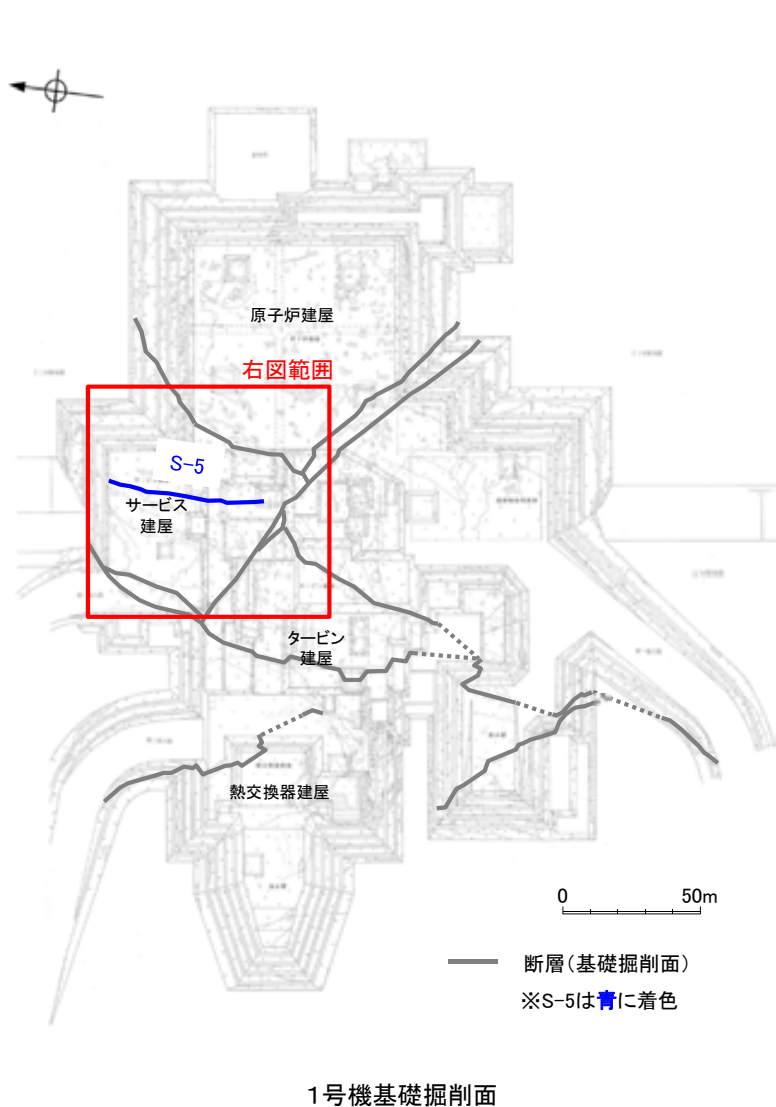 原子炉建屋
右図範囲
S-5
サービス
建屋
タービン
建屋
熱交換器建屋
0 50m
断層(基礎掘削面)
※S-5は青に着色
1号機基礎掘削面